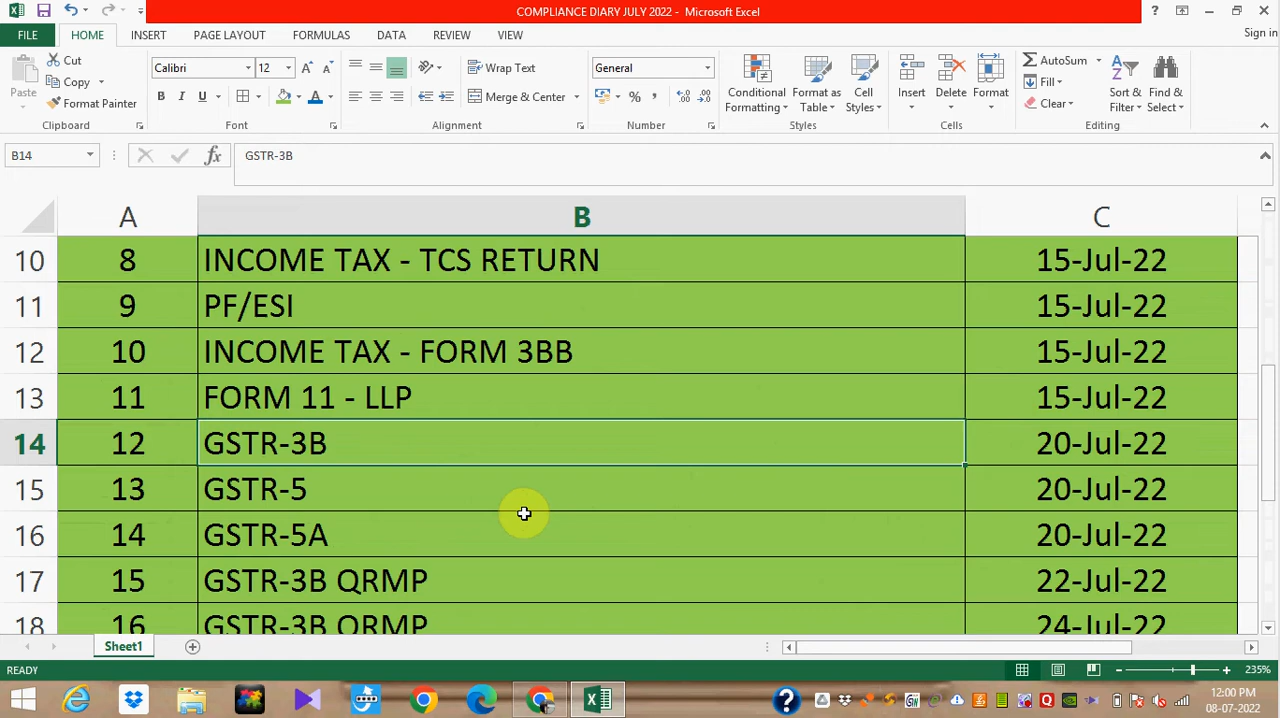 COMPLIANCE DIARY JULY 2022 - Microsoft Excel
Sign in
FILE HOME INSERT PAGE LAYOUT FORMULAS DATA REVIEW VIEW
Paste
Cut
Copy
Format Painter
Clipboard
Calibri 12
B I U
Font
Wrap Text
Merge & Center
Alignment
General
Number
Conditional Formatting
Format as Table
Cell Styles
Styles
Insert
Delete
Format
Cells
AutoSum
Fill
Clear
Sort & Filter
Find & Select
Editing
B14 fx GSTR-3B
A B C
10 8 INCOME TAX - TCS RETURN 15-Jul-22
11 9 PF/ESI 15-Jul-22
12 10 INCOME TAX - FORM 3BB 15-Jul-22
13 11 FORM 11 - LLP 15-Jul-22
14 12 GSTR-3B 20-Jul-22
15 13 GSTR-5 20-Jul-22
16 14 GSTR-5A 20-Jul-22
17 15 GSTR-3B QRMP 22-Jul-22
18 16 GSTR-3B QRMP 24-Jul-22
Sheet1
READY
235%
12:00 PM
08-07-2022